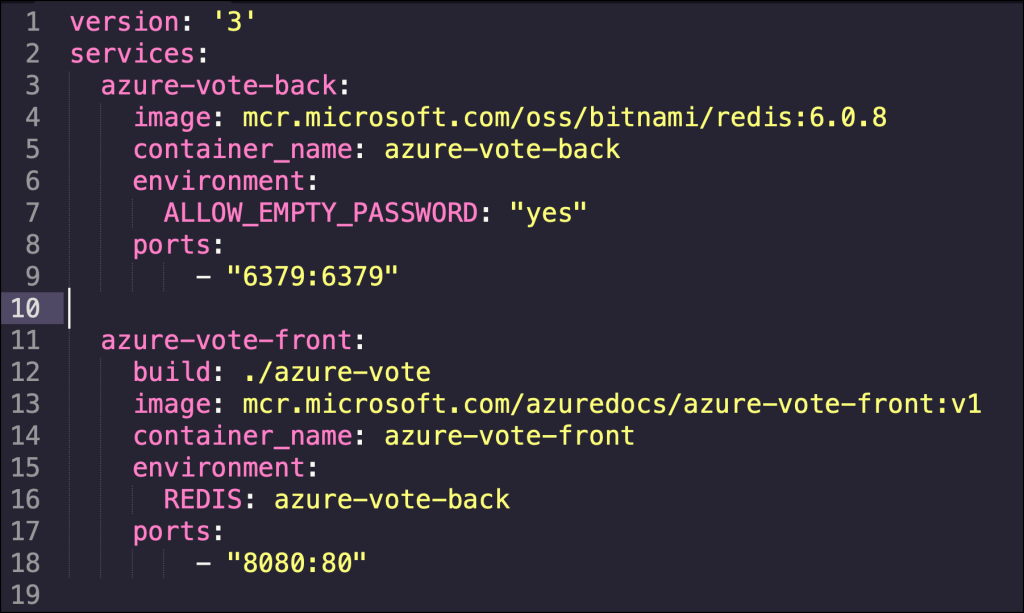 1 version: '3'
2 services:
3   azure-vote-back:
4     image: mcr.microsoft.com/oss/bitnami/redis:6.0.8
5     container_name: azure-vote-back
6     environment:
7       ALLOW_EMPTY_PASSWORD: "yes"
8     ports:
9         - "6379:6379"
10
11   azure-vote-front:
12     build: ./azure-vote
13     image: mcr.microsoft.com/azuredocs/azure-vote-front:v1
14     container_name: azure-vote-front
15     environment:
16       REDIS: azure-vote-back
17     ports:
18         - "8080:80"
19